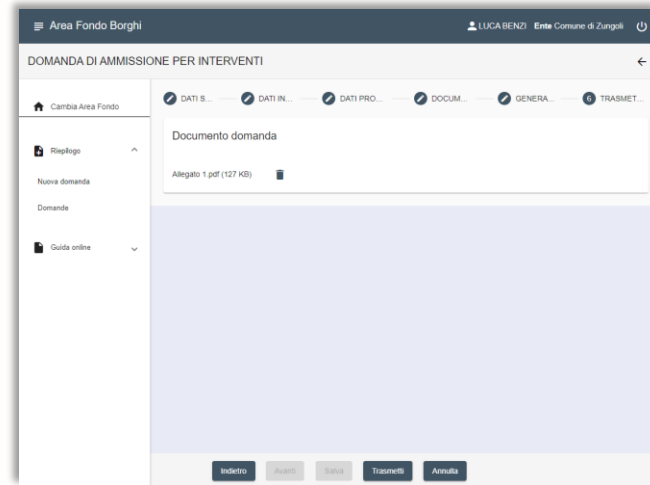 Area Fondo Borghi
LUCA BENZI Ente Comune di Zungoli
DOMANDA DI AMMISSIONE PER INTERVENTI
Cambia Area Fondo
DATI S... DATI IN... DATI PRO... DOCUM... GENERA... 6 TRASMET...
Documento domanda
Riepilogo
Allegato 1.pdf (127 KB)
Nuova domanda
Domande
Guida online
Indietro Avanti Salva Trasmetti Annulla